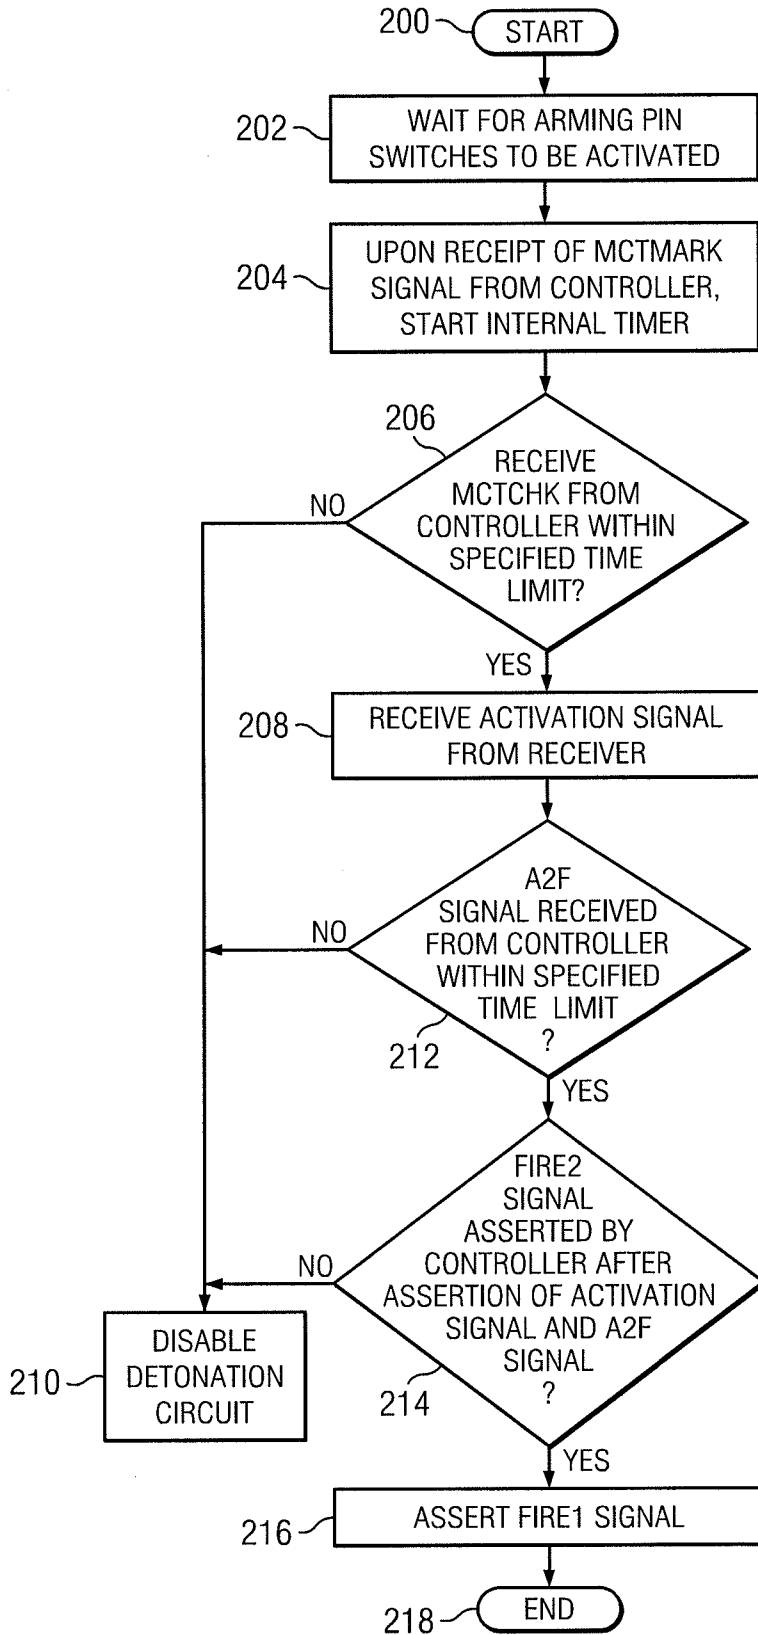 200
START
202
WAIT FOR ARMING PIN
SWITCHES TO BE ACTIVATED
204
UPON RECEIPT OF MCTMARK
SIGNAL FROM CONTROLLER,
START INTERNAL TIMER
206
RECEIVE
MCTCHK FROM
CONTROLLER WITHIN
SPECIFIED TIME
LIMIT?
NO
YES
208
RECEIVE ACTIVATION SIGNAL
FROM RECEIVER
A2F
SIGNAL RECEIVED
FROM CONTROLLER
WITHIN SPECIFIED
TIME LIMIT
?
NO
212
YES
FIRE2
SIGNAL
ASSERTED BY
CONTROLLER AFTER
ASSERTION OF ACTIVATION
SIGNAL AND A2F
SIGNAL
?
NO
214
210
DISABLE
DETONATION
CIRCUIT
YES
216
ASSERT FIRE1 SIGNAL
218
END